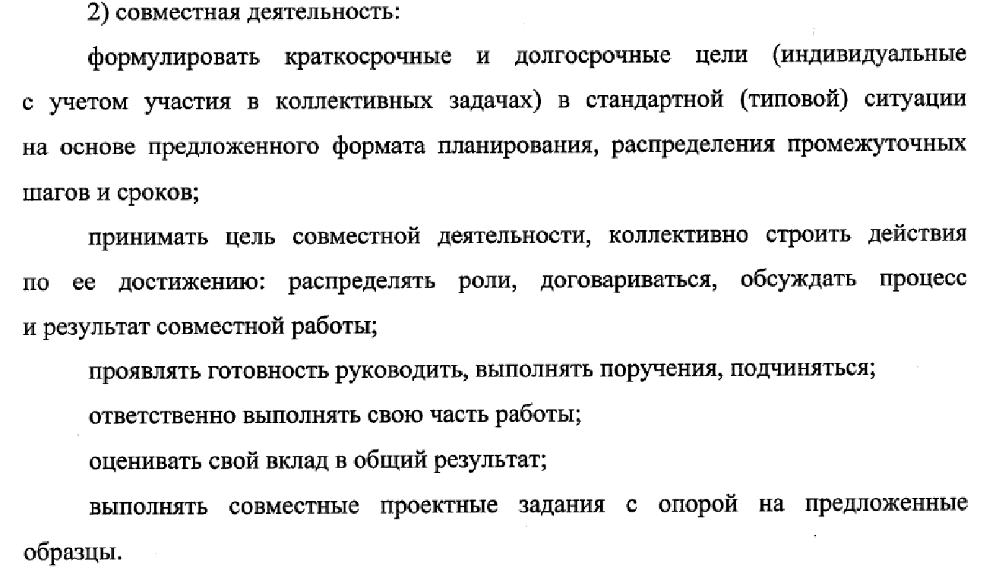 2) совместная деятельность:
формулировать краткосрочные и долгосрочные цели (индивидуальные
с учетом участия в коллективных задачах) в стандартной (типовой) ситуации
на основе предложенного формата планирования, распределения промежуточных
шагов и сроков;
принимать цель совместной деятельности, коллективно строить действия
по ее достижению: распределять роли, договариваться, обсуждать процесс
и результат совместной работы;
проявлять готовность руководить, выполнять поручения, подчиняться;
ответственно выполнять свою часть работы;
оценивать свой вклад в общий результат;
выполнять совместные проектные задания с опорой на предложенные
образцы.